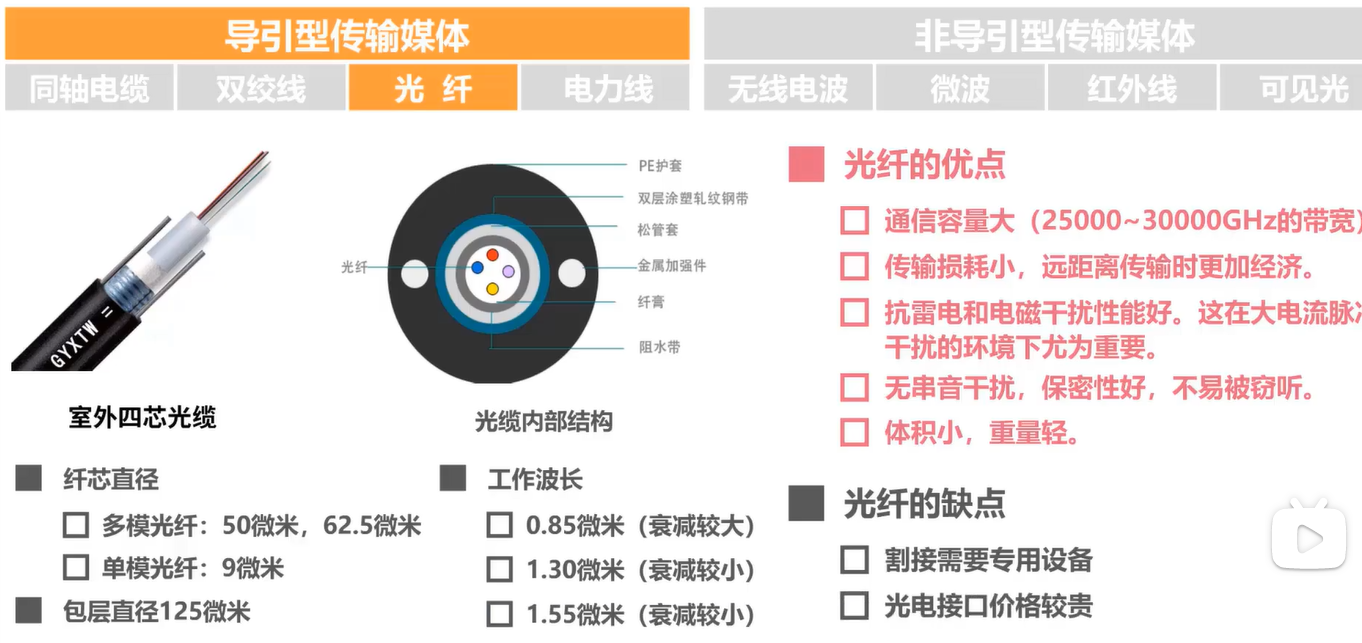 导引型传输媒体
非导引型传输媒体
同轴电缆
双绞线
光 纤
电力线
无线电波
微波
红外线
可见光
GYXTW =
室外四芯光缆
PE护套
双层涂塑轧纹钢带
松管套
光纤
金属加强件
纤膏
阻水带
光缆内部结构
纤芯直径
多模光纤：50微米，62.5微米
单模光纤：9微米
包层直径125微米
工作波长
0.85微米（衰减较大）
1.30微米（衰减较小）
1.55微米（衰减较小）
光纤的优点
通信容量大（25000~30000GHz的带宽）
传输损耗小，远距离传输时更加经济。
抗雷电和电磁干扰性能好。这在大电流脉
干扰的环境下尤为重要。
无串音干扰，保密性好，不易被窃听。
体积小，重量轻。
光纤的缺点
割接需要专用设备
光电接口价格较贵